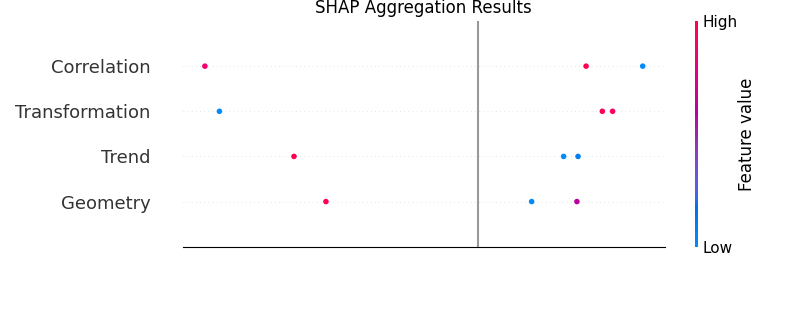 SHAP Aggregation Results
High
Correlation
Transformation
Trend
Geometry
Feature value
Low